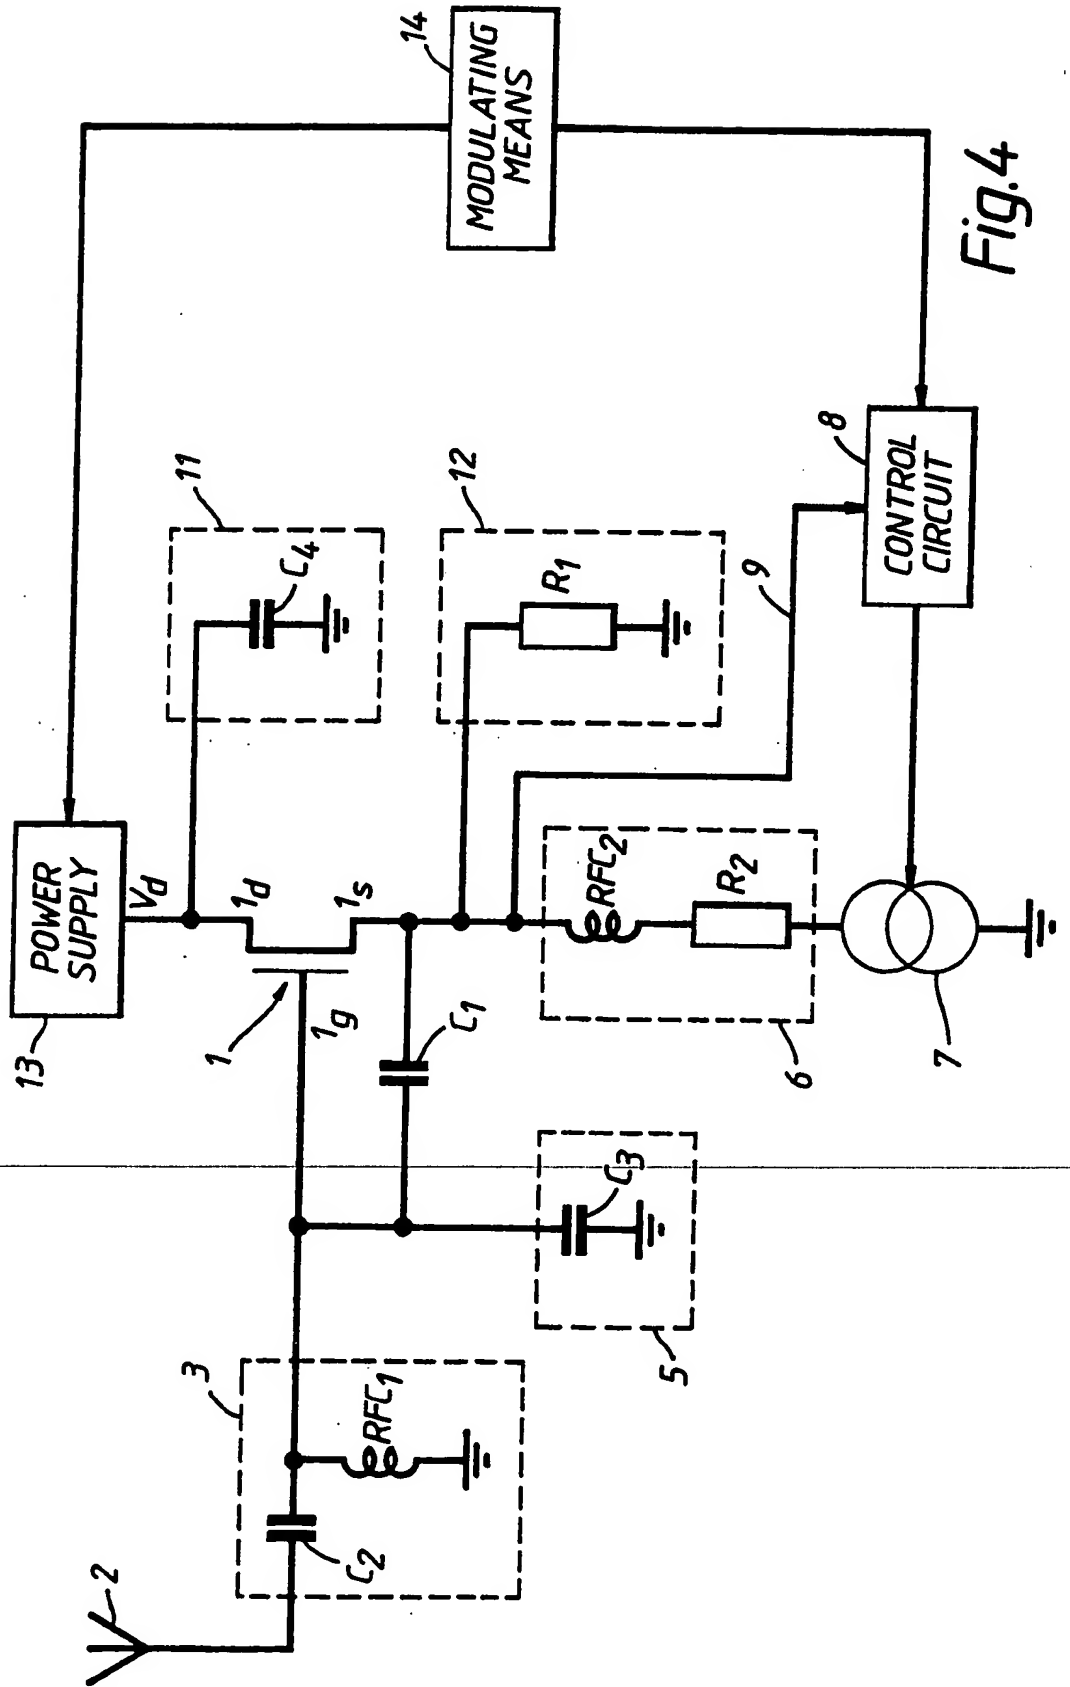 14
MODULATING
MEANS
13
POWER
SUPPLY
Vd
11
C4
1d
1s
1
1g
12
R1
C1
9
8
CONTROL
CIRCUIT
RFC2
R2
6
7
3
RFC1
C2
2
C3
5
Fig.4